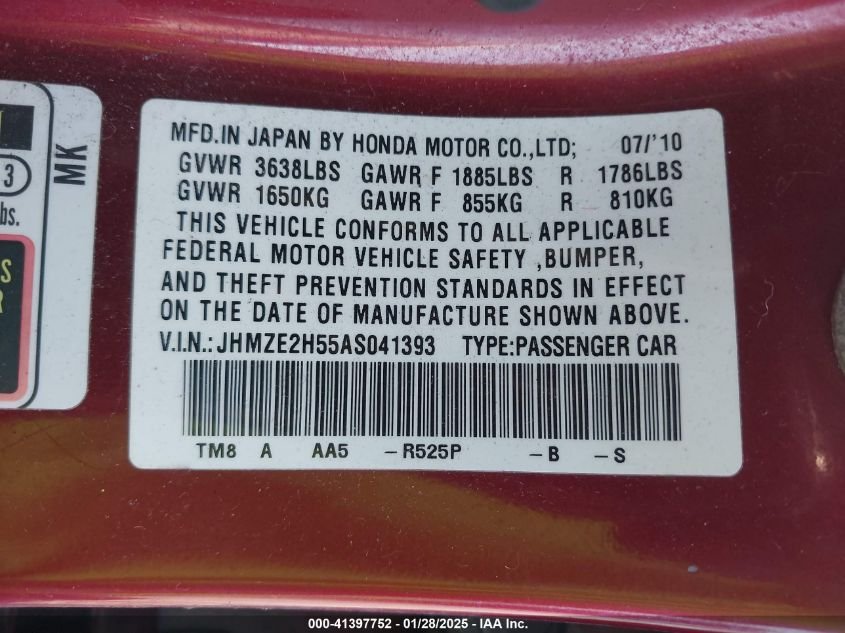 3
bs.
S
R
MK
MFD.IN JAPAN BY HONDA MOTOR CO.,LTD; 07/'10
GVWR 3638LBS GAWR F 1885LBS R 1786LBS
GVWR 1650KG GAWR F 855KG R 810KG
THIS VEHICLE CONFORMS TO ALL APPLICABLE
FEDERAL MOTOR VEHICLE SAFETY ,BUMPER,
AND THEFT PREVENTION STANDARDS IN EFFECT
ON THE DATE OF MANUFACTURE SHOWN ABOVE.
V.I.N.: JHMZE2H55AS041393 TYPE:PASSENGER CAR
TM8 A AA5 -R525P -B -S
000-41397752 / 01/28/2025 - IAA Inc.